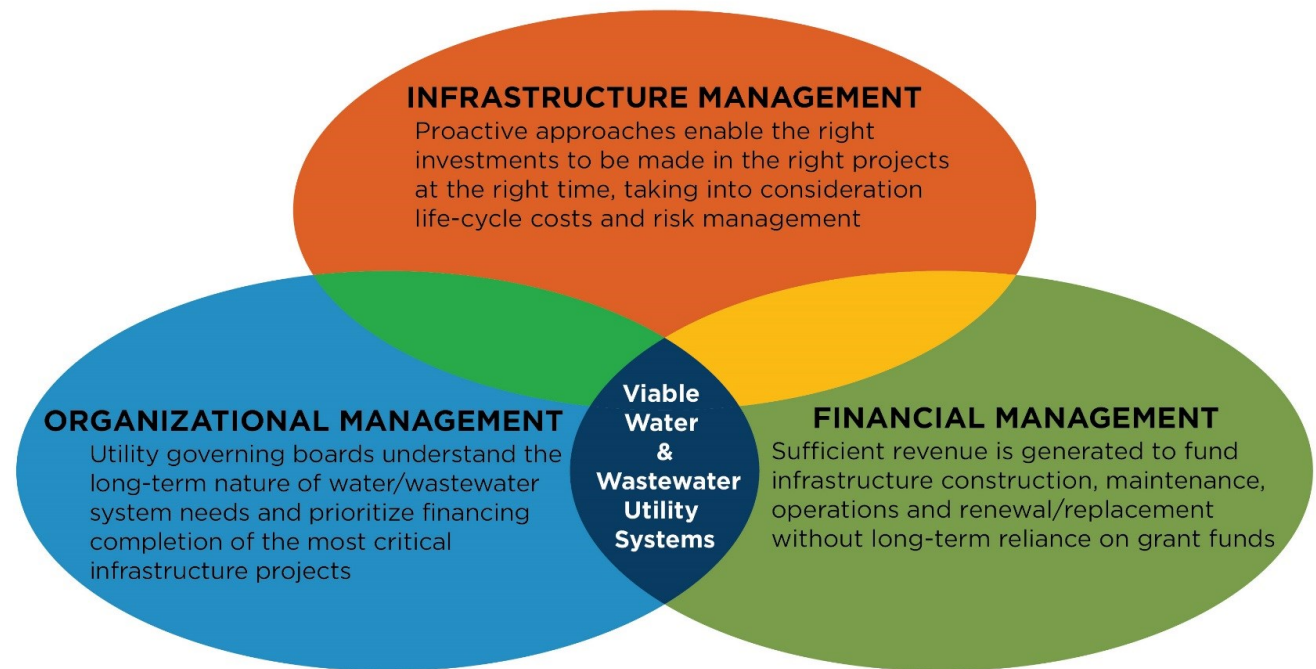 INFRASTRUCTURE MANAGEMENT
Proactive approaches enable the right
investments to be made in the right projects
at the right time, taking into consideration
life-cycle costs and risk management
ORGANIZATIONAL MANAGEMENT
Utility governing boards understand the
long-term nature of water/wastewater
system needs and prioritize financing
completion of the most critical
infrastructure projects
Viable
Water
&
Wastewater
Utility
Systems
FINANCIAL MANAGEMENT
Sufficient revenue is generated to fund
infrastructure construction, maintenance,
operations and renewal/replacement
without long-term reliance on grant funds